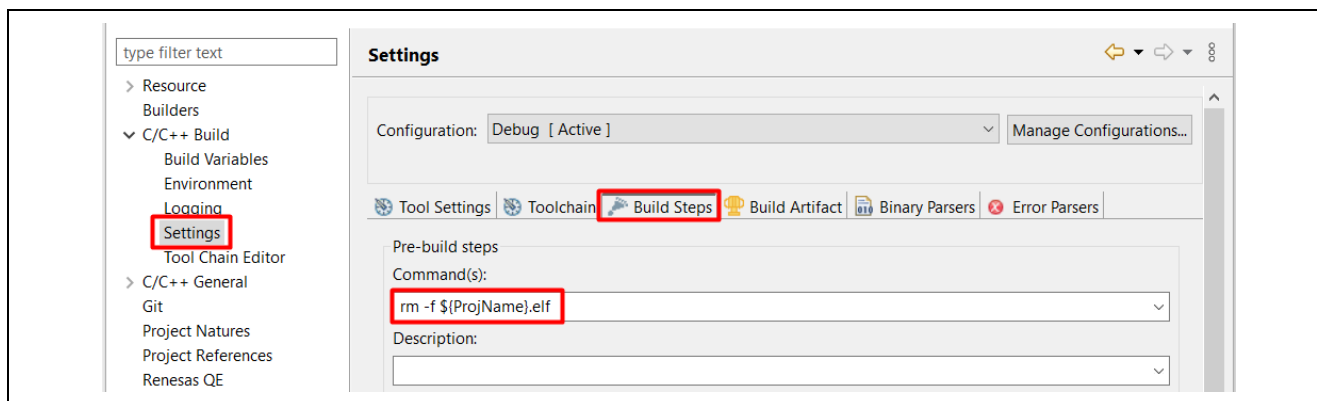 type filter text
Settings
Resource
Builders
C/C++ Build
Build Variables
Environment
Logging
Settings
Tool Chain Editor
C/C++ General
Git
Project Natures
Project References
Renesas QE
Configuration: Debug [ Active ]
Manage Configurations...
Tool Settings Toolchain Build Steps Build Artifact Binary Parsers Error Parsers
Pre-build steps
Command(s):
rm -f ${ProjName}.elf
Description: